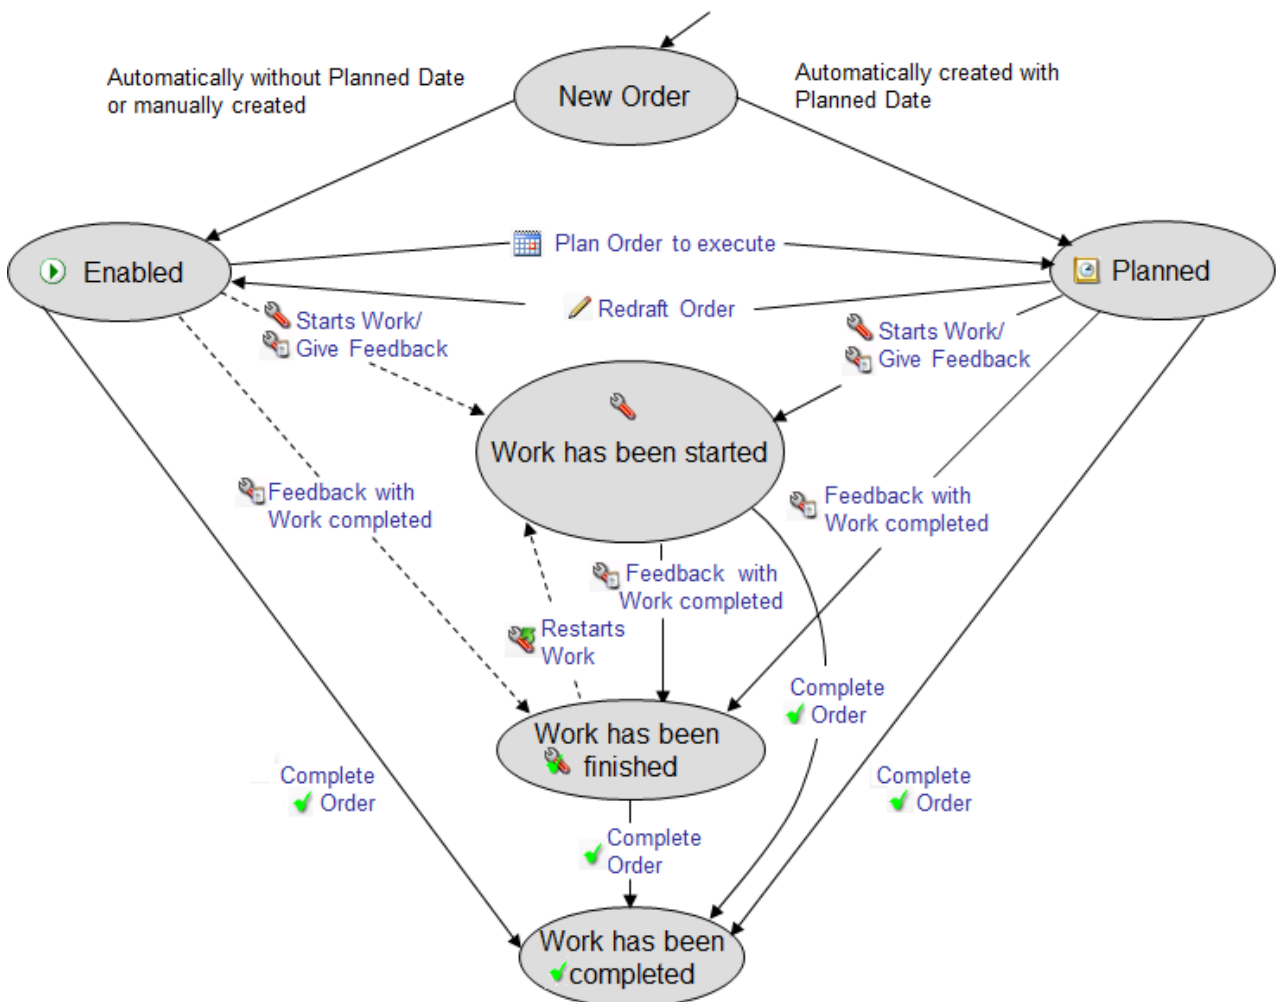 New Order
Automatically without Planned Date
or manually created
Automatically created with
Planned Date
Enabled
Plan Order to execute
Planned
Redraft Order
Starts Work/
Give Feedback
Starts Work/
Give Feedback
Work has been started
Feedback with
Work completed
Feedback with
Work completed
Feedback with
Work completed
Restarts
Work
Complete
Order
Work has been
finished
Complete
Order
Complete
Order
Complete
Order
Work has been
completed